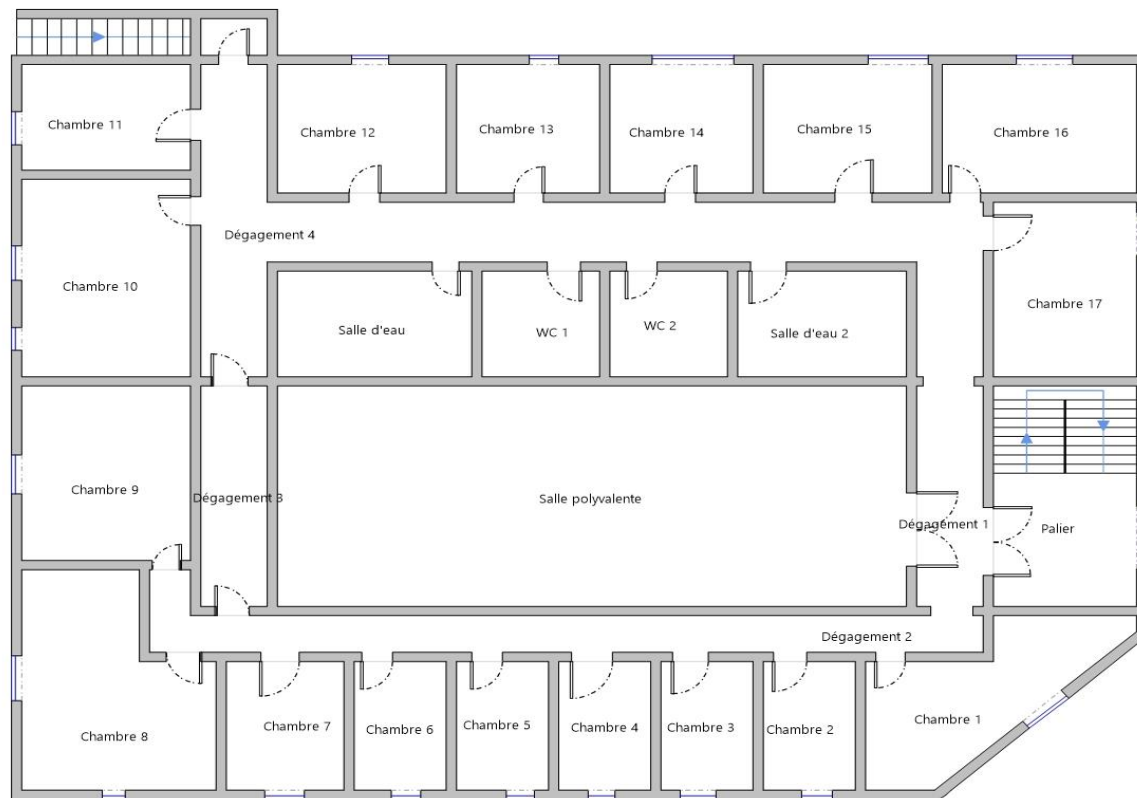 Chambre 11
Chambre 12
Chambre 13
Chambre 14
Chambre 15
Chambre 16
Dégagement 4
Chambre 10
Chambre 17
Salle d'eau
WC 1
WC 2
Salle d'eau 2
Chambre 9
Dégagement 3
Salle polyvalente
Dégagement 1
Palier
Dégagement 2
Chambre 8
Chambre 7
Chambre 6
Chambre 5
Chambre 4
Chambre 3
Chambre 2
Chambre 1